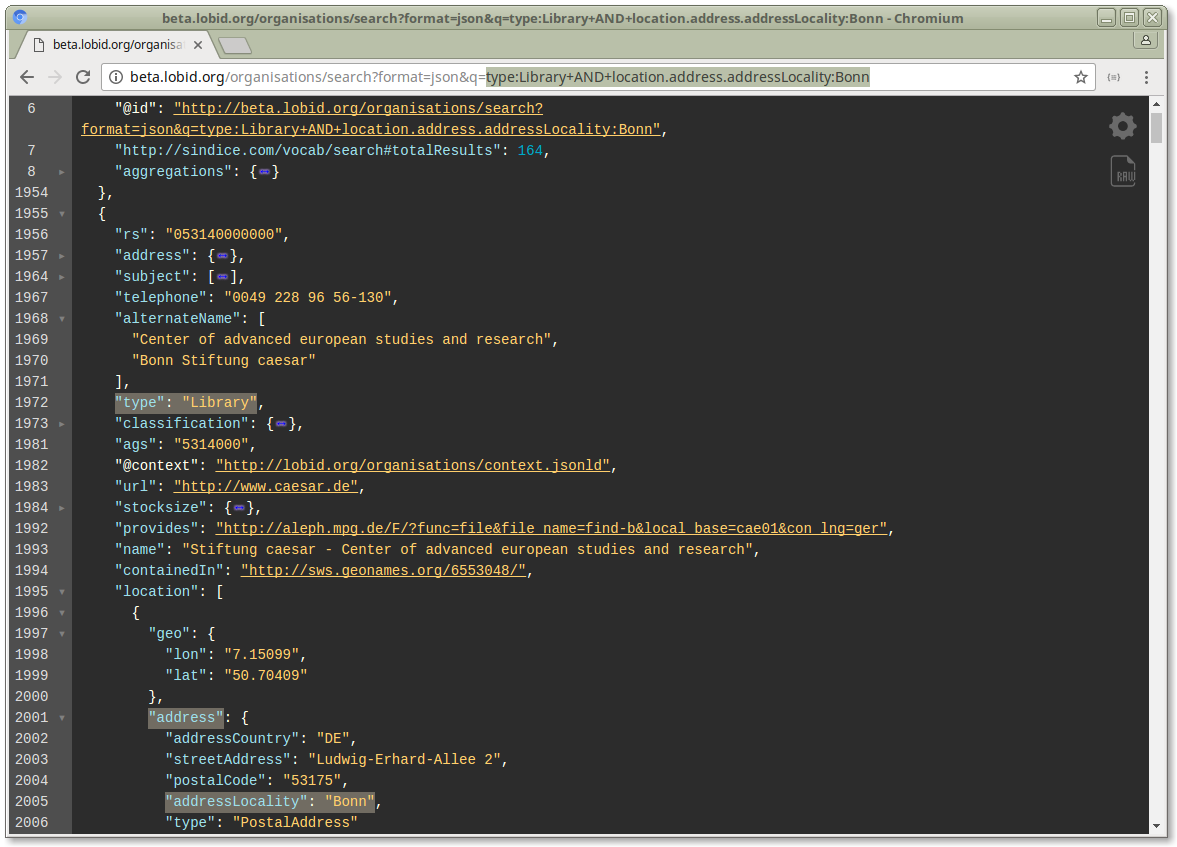 beta.lobid.org/organisations/search?format=json&q=type:Library+AND+location.address.addressLocality:Bonn - Chromium
beta.lobid.org/organisa
beta.lobid.org/organisations/search?format=json&q=type:Library+AND+location.address.addressLocality:Bonn
6 "@id": "http://beta.lobid.org/organisations/search?
format=json&q=type:Library+AND+location.address.addressLocality:Bonn",
7 "http://sindice.com/vocab/search#totalResults": 164,
8 "aggregations": {}
1954 },
1955 {
1956 "rs": "053140000000",
1957 "address": {},
1964 "subject": [],
1967 "telephone": "0049 228 96 56-130",
1968 "alternateName": [
1969 "Center of advanced european studies and research",
1970 "Bonn Stiftung caesar"
1971 ],
1972 "type": "Library",
1973 "classification": {},
1981 "ags": "5314000",
1982 "@context": "http://lobid.org/organisations/context.jsonld",
1983 "url": "http://www.caesar.de",
1984 "stocksize": {},
1992 "provides": "http://aleph.mpg.de/F/?func=file&file_name=find-b&local_base=cae01&con_lng=ger",
1993 "name": "Stiftung caesar - Center of advanced european studies and research",
1994 "containedIn": "http://sws.geonames.org/6553048/",
1995 "location": [
1996 {
1997 "geo": {
1998 "lon": "7.15099",
1999 "lat": "50.70409"
2000 },
2001 "address": {
2002 "addressCountry": "DE",
2003 "streetAddress": "Ludwig-Erhard-Allee 2",
2004 "postalCode": "53175",
2005 "addressLocality": "Bonn",
2006 "type": "PostalAddress"
RAW